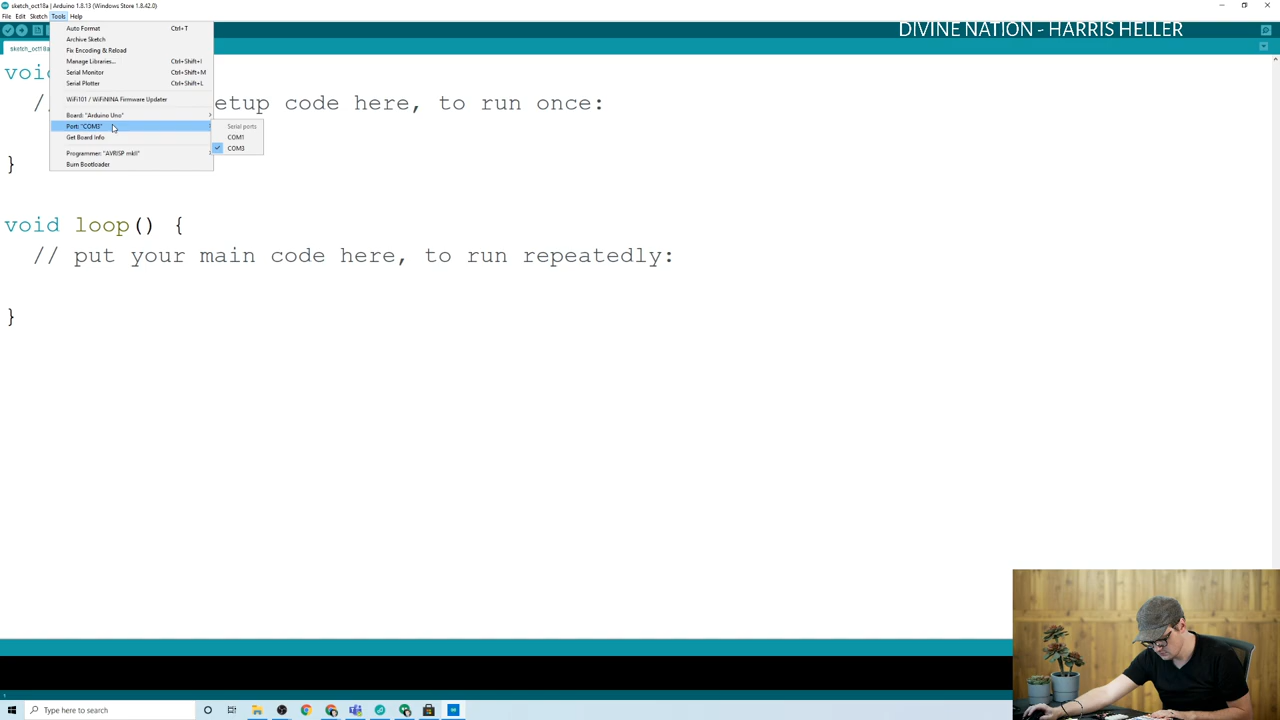 sketch_oct18a | Arduino 1.8.13 (Windows Store 1.8.42.0)
File Edit Sketch Tools Help
DIVINE NATION - HARRIS HELLER
sketch_oct18a
Auto Format Ctrl+T
Archive Sketch
Fix Encoding & Reload
Manage Libraries... Ctrl+Shift+I
Serial Monitor Ctrl+Shift+M
Serial Plotter Ctrl+Shift+L
WiFi101 / WiFiNINA Firmware Updater
Board: "Arduino Uno"
Port: "COM3"
Get Board Info
Programmer: "AVRISP mkII"
Burn Bootloader
Serial ports
COM1
COM3
void
// etup code here, to run once:
}
void loop() {
// put your main code here, to run repeatedly:
}
1
Type here to search